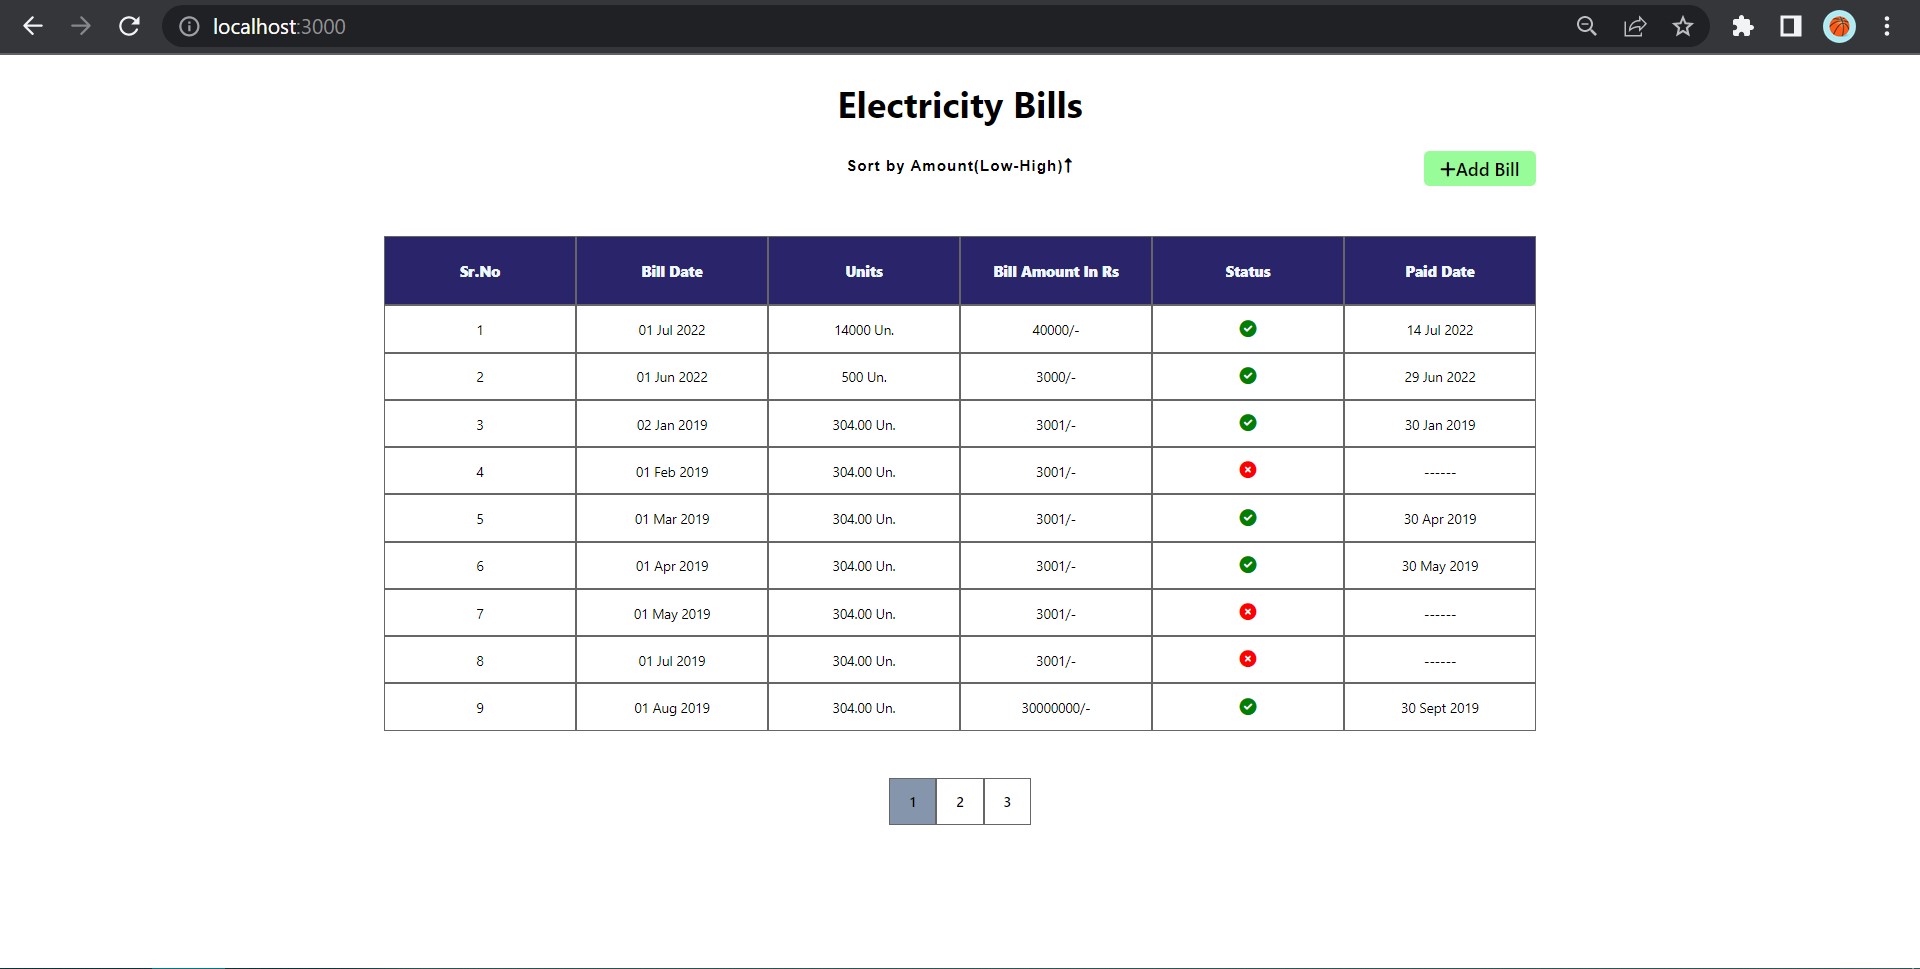 localhost:3000
Electricity Bills
Sort by Amount(Low-High)↑
+Add Bill
Sr.No Bill Date Units Bill Amount In Rs Status Paid Date
1 01 Jul 2022 14000 Un. 40000/- 14 Jul 2022
2 01 Jun 2022 500 Un. 3000/- 29 Jun 2022
3 02 Jan 2019 304.00 Un. 3001/- 30 Jan 2019
4 01 Feb 2019 304.00 Un. 3001/- ------
5 01 Mar 2019 304.00 Un. 3001/- 30 Apr 2019
6 01 Apr 2019 304.00 Un. 3001/- 30 May 2019
7 01 May 2019 304.00 Un. 3001/- ------
8 01 Jul 2019 304.00 Un. 3001/- ------
9 01 Aug 2019 304.00 Un. 30000000/- 30 Sept 2019
1 2 3